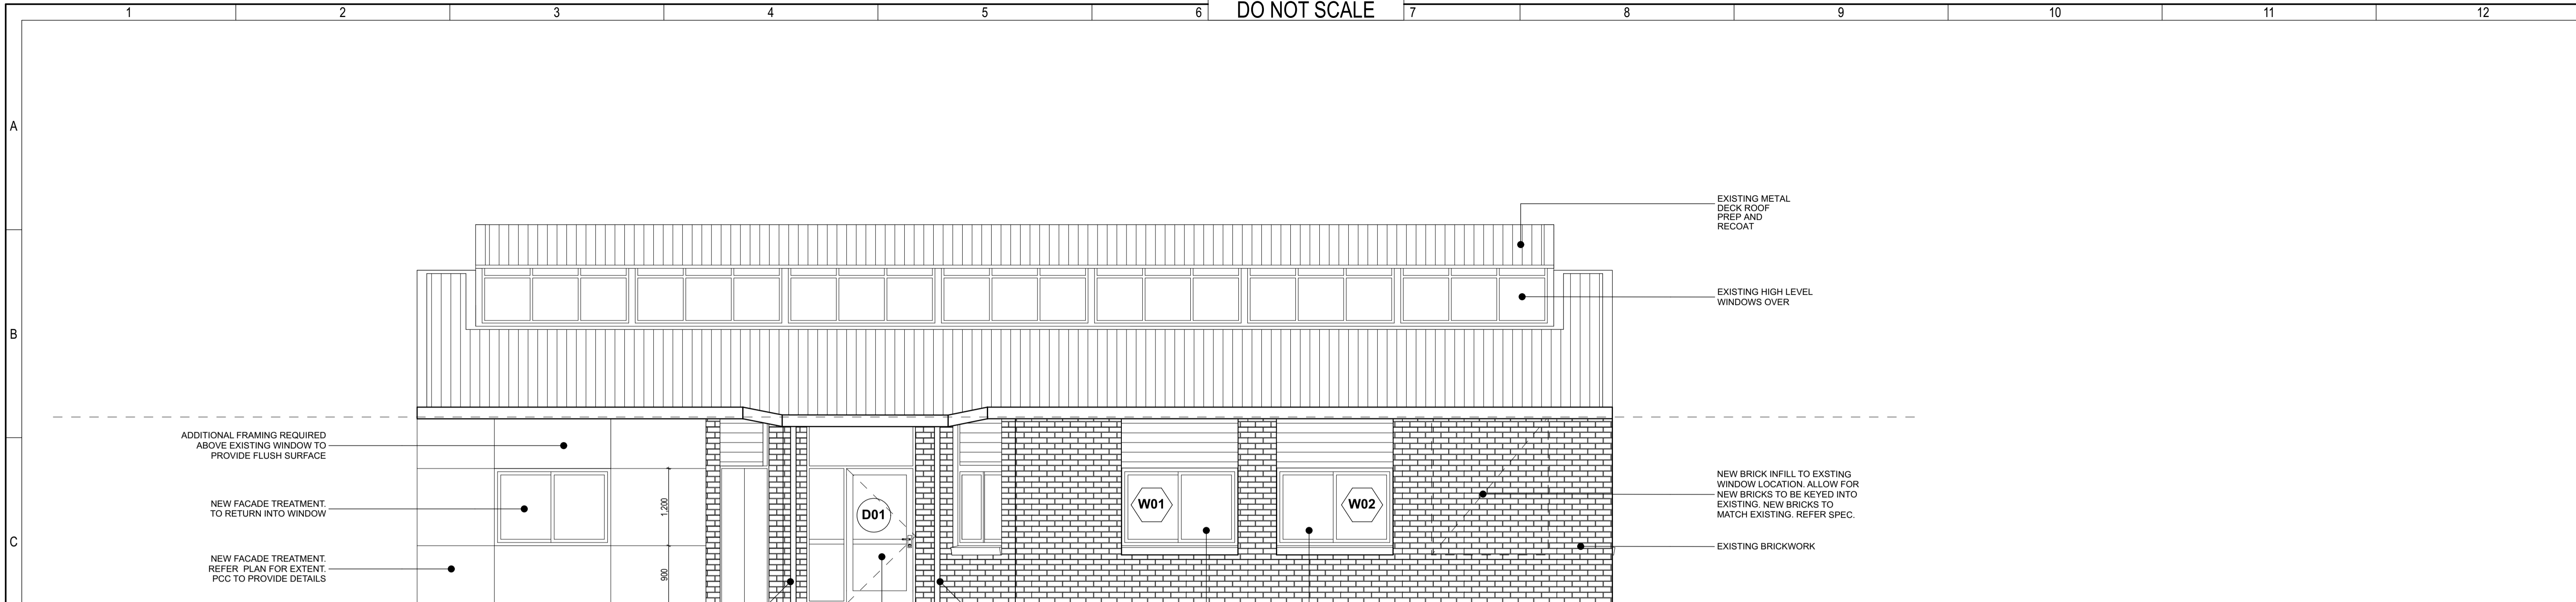 DO NOT SCALE
1 2 3 4 5 6 7 8 9 10 11 12
A
EXISTING METAL
DECK ROOF
PREP AND
RECOAT
EXISTING HIGH LEVEL
WINDOWS OVER
B
ADDITIONAL FRAMING REQUIRED
ABOVE EXISTING WINDOW TO
PROVIDE FLUSH SURFACE
NEW FACADE TREATMENT.
TO RETURN INTO WINDOW
NEW FACADE TREATMENT.
REFER PLAN FOR EXTENT.
PCC TO PROVIDE DETAILS
C
1,200
900
D01
W01
W02
NEW BRICK INFILL TO EXSTING
WINDOW LOCATION. ALLOW FOR
NEW BRICKS TO BE KEYED INTO
EXISTING. NEW BRICKS TO
MATCH EXISTING. REFER SPEC.
EXISTING BRICKWORK